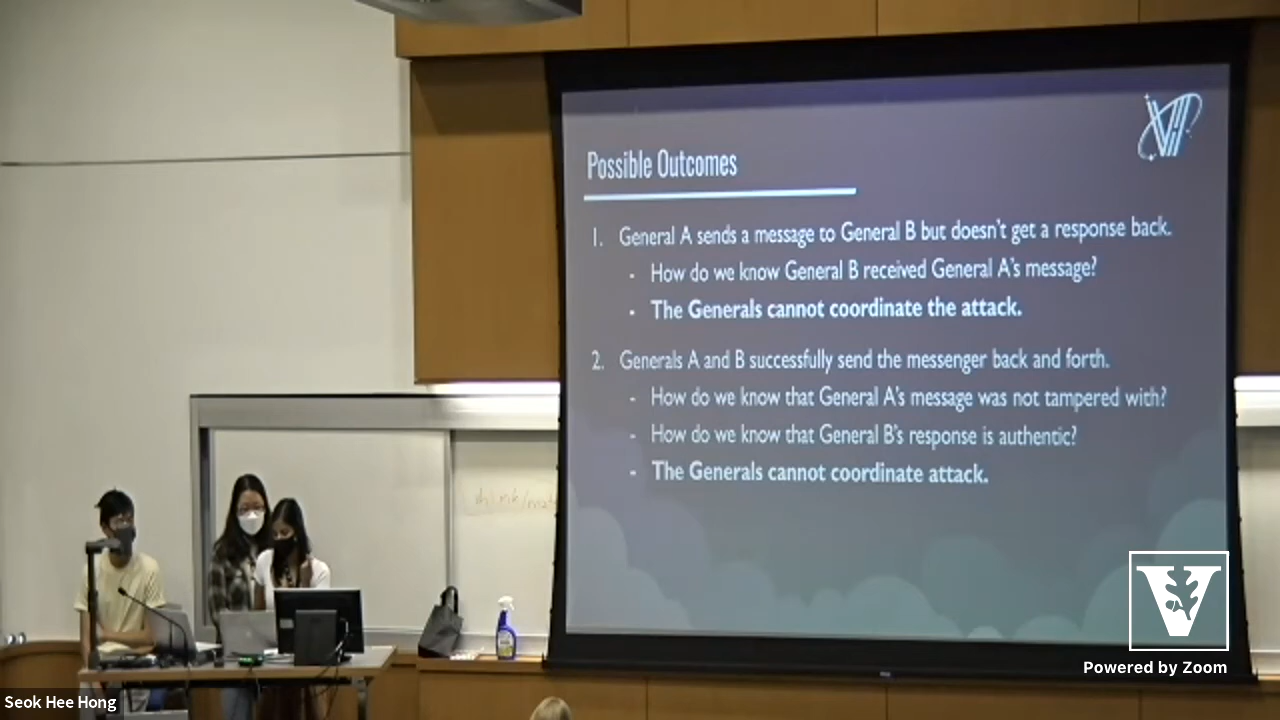 Possible Outcomes
1. General A sends a message to General B but doesn't get a response back.
- How do we know General B received General A's message?
- The Generals cannot coordinate the attack.
2. Generals A and B successfully send the messenger back and forth.
- How do we know that General A's message was not tampered with?
- How do we know that General B's response is authentic?
- The Generals cannot coordinate attack.
V
Powered by Zoom
Seok Hee Hong